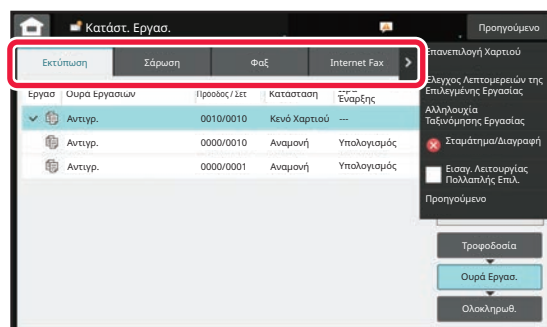 Κατάστ. Εργασ.
Προηγούμενο
Εκτύπωση Σάρωση Φαξ Internet Fax
Εργασ Ουρά Εργασιών Πρόοδος / Σετ Κατάσταση Έναρξης
Αντιγρ. 0010/0010 Κενό Χαρτιού ---
Αντιγρ. 0000/0010 Αναμονή Υπολογισμός
Αντιγρ. 0000/0001 Αναμονή Υπολογισμός
Επανεπιλογή Χαρτιού
Έλεγχος Λεπτομερειών της
Επιλεγμένης Εργασίας
Αλληλουχία
Ταξινόμησης Εργασίας
Σταμάτημα/Διαγραφή
Εισαγ. Λειτουργίας
Πολλαπλής Επιλ.
Προηγούμενο
Τροφοδοσία
Ουρά Εργασ.
Ολοκληρωθ.